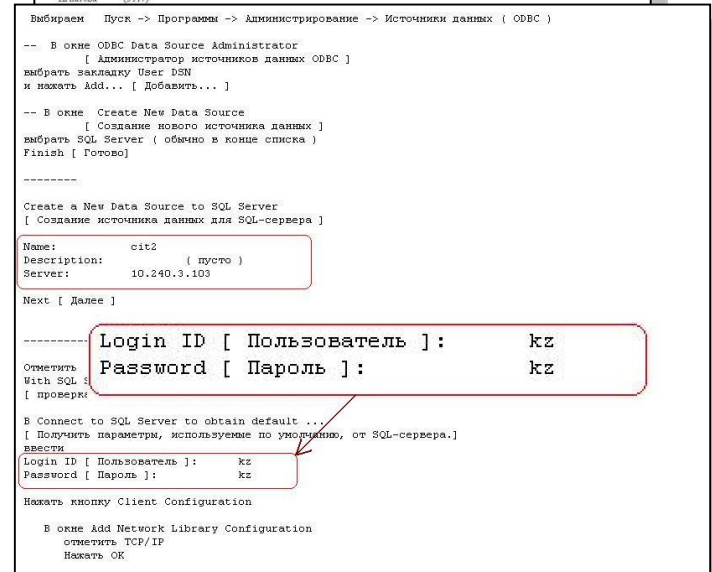 Выбираем Пуск -> Программы -> Администрирование -> Источники данных ( ODBC )
-- В окне ODBC Data Source Administrator
[ Администратор источников данных ODBC ]
выбрать закладку User DSN
и нажать Add... [ Добавить... ]
-- В окне Create New Data Source
[ Создание нового источника данных ]
выбрать SQL Server ( обычно в конце списка )
Finish [ Готово]
--------
Create a New Data Source to SQL Server
[ Создание источника данных для SQL-сервера ]
Name: cit2
Description: ( пусто )
Server: 10.240.3.103
Next [ Далее ]
---------
Login ID [ Пользователь ]: kz
Password [ Пароль ]: kz
Отметить
With SQL
[ проверка
В Connect to SQL Server to obtain default ...
[ Получить параметры, используемые по умолчанию, от SQL-сервера.]
ввести
Login ID [ Пользователь ]: kz
Password [ Пароль ]: kz
Нажать кнопку Client Configuration
В окне Add Network Library Configuration
отметить TCP/IP
Нажать OK